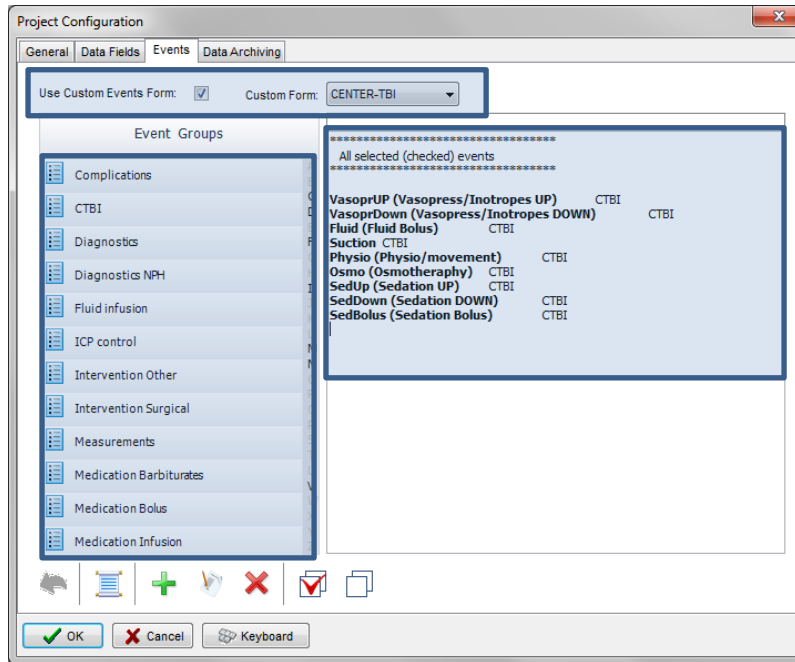 Project Configuration
General Data Fields Events Data Archiving
Use Custom Events Form: Custom Form: CENTER-TBI
Event Groups
Complications
CTBI
Diagnostics
Diagnostics NPH
Fluid infusion
ICP control
Intervention Other
Intervention Surgical
Measurements
Medication Barbiturates
Medication Bolus
Medication Infusion
**********************************
All selected (checked) events
**********************************
VasoprUP (Vasopress/Inotropes UP) CTBI
VasoprDown (Vasopress/Inotropes DOWN) CTBI
Fluid (Fluid Bolus) CTBI
Suction CTBI
Physio (Physio/movement) CTBI
Osmo (Osmotheraphy) CTBI
SedUp (Sedation UP) CTBI
SedDown (Sedation DOWN) CTBI
SedBolus (Sedation Bolus) CTBI
OK Cancel Keyboard